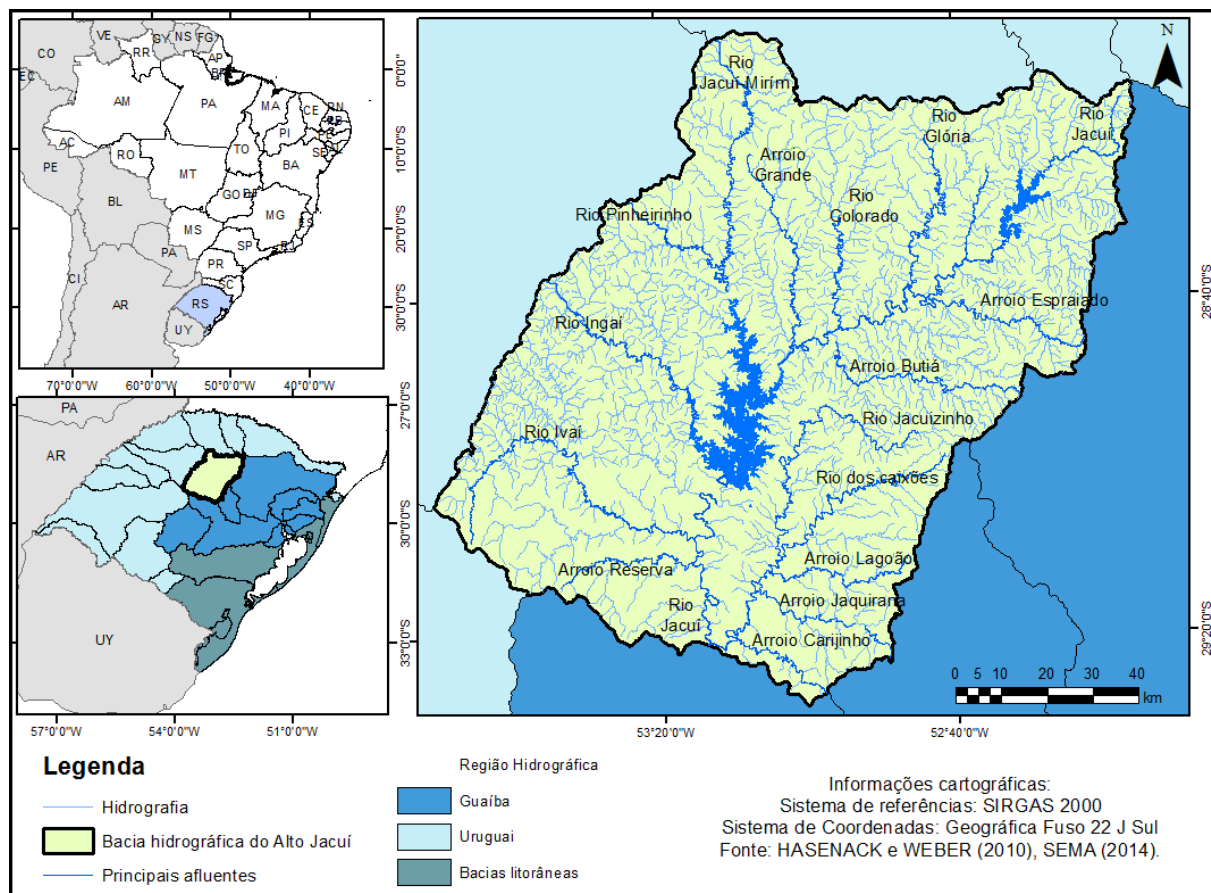 CO
VE
GY
NS
FG
RR
AP
EC
AM
PA
MA
CE
RN
PI
AC
RO
TO
PE
BA
MT
BL
GO
DF
MG
ES
MS
SP
RJ
PA
PR
SC
CI
AR
RS
UY
0°0'0"
10°0'0"S
20°0'0"S
30°0'0"S
70°0'0"W
60°0'0"W
50°0'0"W
40°0'0"W
PA
AR
UY
27°0'0"S
30°0'0"S
33°0'0"S
57°0'0"W
54°0'0"W
51°0'0"W
N
Rio
Jacuí Mirím
Rio
Glória
Rio
Jacuí
Arroio
Grande
Rio
Colorado
Rio Pinheirinho
Arroio Espraiado
Rio Ingaí
Arroio Butiá
Rio Jacuizinho
Rio Ivaí
Rio dos caixões
Arroio Lagoão
Arroio Reserva
Arroio Jaquirana
Rio
Jacuí
Arroio Carijinho
28°40'0"S
29°20'0"S
0 5 10 20 30 40
km
53°20'0"W
52°40'0"W
Legenda
Hidrografia
Bacia hidrográfica do Alto Jacuí
Principais afluentes
Região Hidrográfica
Guaíba
Uruguai
Bacias litorâneas
Informações cartográficas:
Sistema de referências: SIRGAS 2000
Sistema de Coordenadas: Geográfica Fuso 22 J Sul
Fonte: HASENACK e WEBER (2010), SEMA (2014).